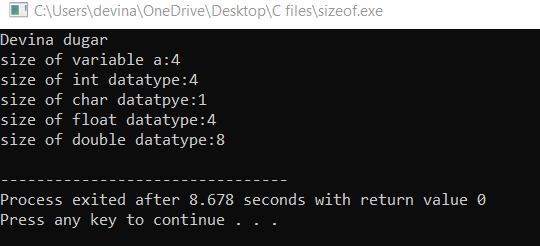 C:\Users\devina\OneDrive\Desktop\C files\sizeof.exe
Devina dugar
size of variable a:4
size of int datatype:4
size of char datatpye:1
size of float datatype:4
size of double datatype:8
--------------------------------
Process exited after 8.678 seconds with return value 0
Press any key to continue . . .